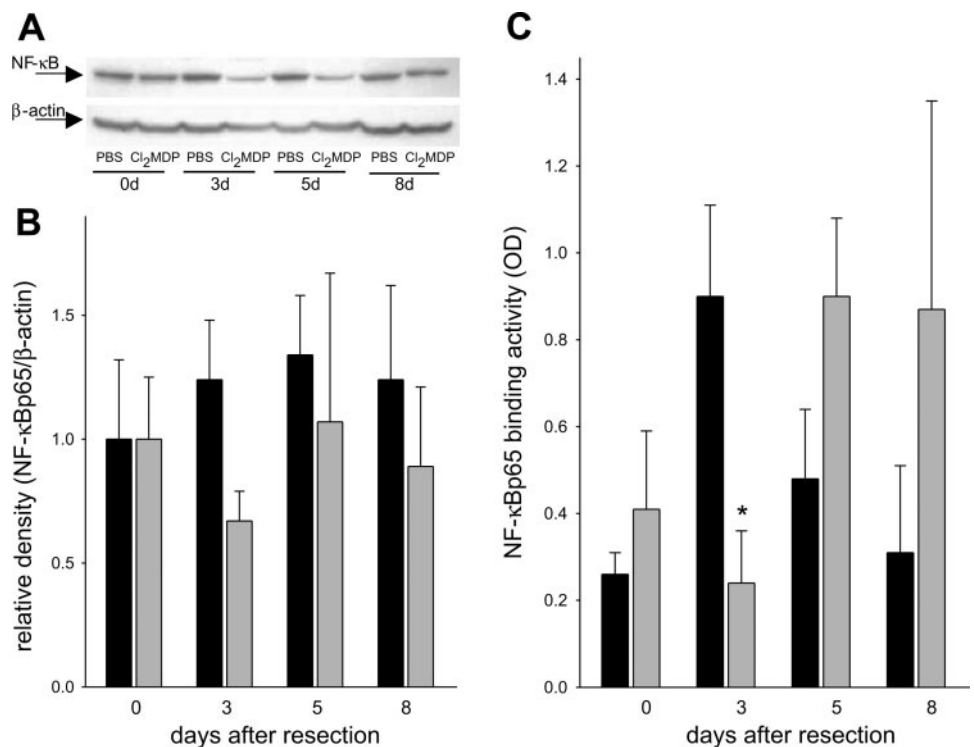 A
NF-κB
β-actin
PBS Cl2MDP PBS Cl2MDP PBS Cl2MDP PBS Cl2MDP
0d 3d 5d 8d
B
relative density (NF-κBp65/β-actin)
1.5
1.0
0.5
0.0
0 3 5 8
days after resection
C
NF-κBp65 binding activity (OD)
1.4
1.2
1.0
0.8
0.6
0.4
0.2
0.0
*
0 3 5 8
days after resection